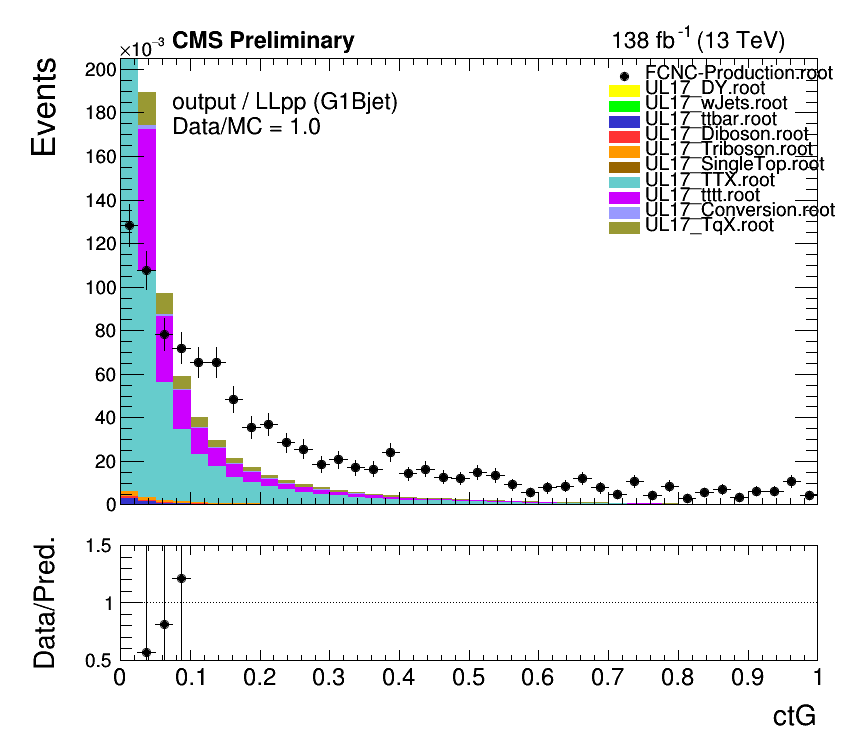 ×10⁻³ CMS Preliminary 138 fb⁻¹ (13 TeV)
Events
output / LLpp (G1Bjet)
Data/MC = 1.0
FCNC-Production.root
UL17_DY.root
UL17_wJets.root
UL17_ttbar.root
UL17_Diboson.root
UL17_Triboson.root
UL17_SingleTop.root
UL17_TTX.root
UL17_tttt.root
UL17_Conversion.root
UL17_TqX.root
200
180
160
140
120
100
80
60
40
20
0
Data/Pred.
1.5
1
0.5
0 0.1 0.2 0.3 0.4 0.5 0.6 0.7 0.8 0.9 1
ctG